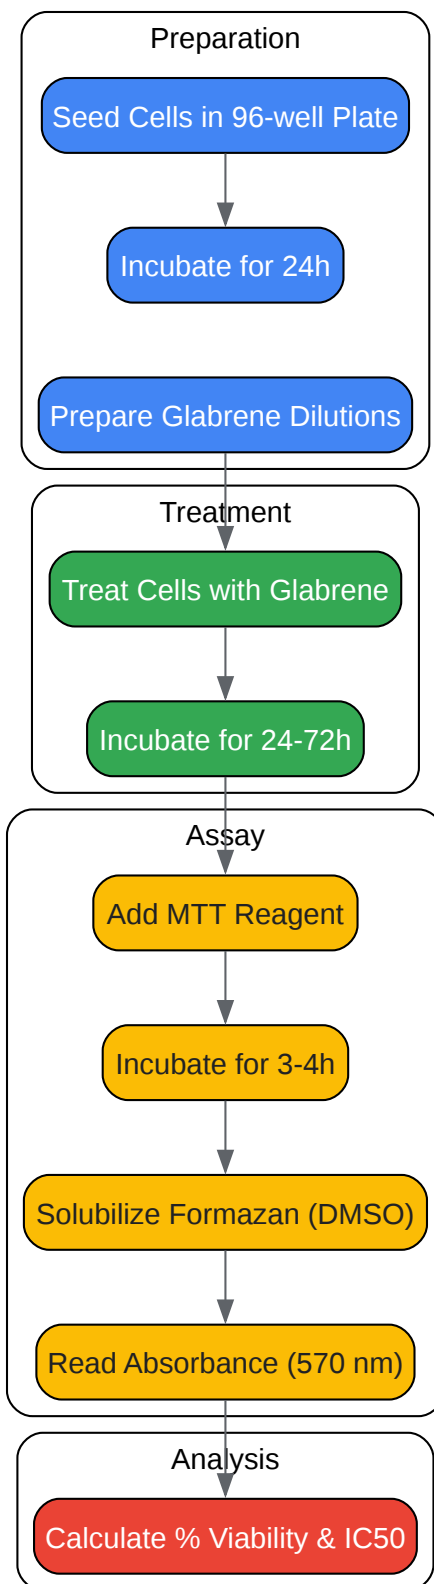 Preparation
Seed Cells in 96-well Plate
Incubate for 24h
Prepare Glabrene Dilutions
Treatment
Treat Cells with Glabrene
Incubate for 24-72h
Assay
Add MTT Reagent
Incubate for 3-4h
Solubilize Formazan (DMSO)
Read Absorbance (570 nm)
Analysis
Calculate % Viability & IC50